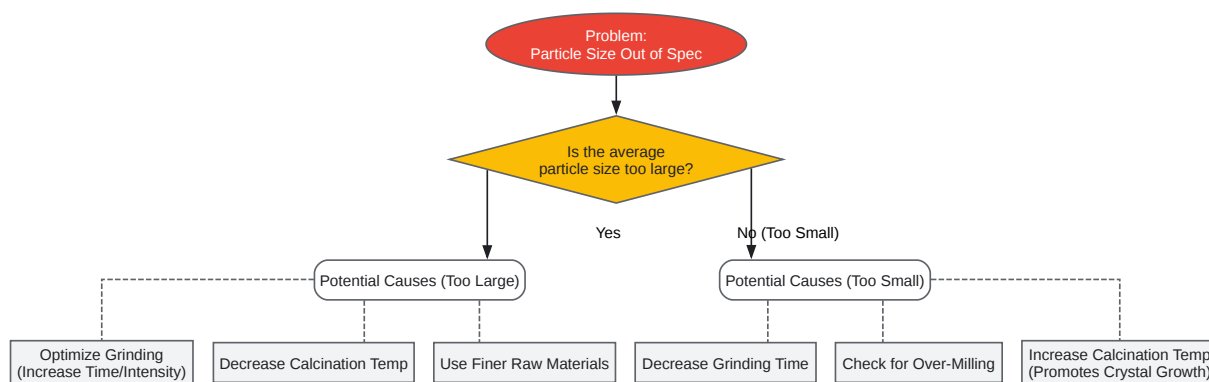 Problem:
Particle Size Out of Spec
Is the average
particle size too large?
Yes
No (Too Small)
Potential Causes (Too Large)
Potential Causes (Too Small)
Optimize Grinding
(Increase Time/Intensity)
Decrease Calcination Temp
Use Finer Raw Materials
Decrease Grinding Time
Check for Over-Milling
Increase Calcination Temp
(Promotes Crystal Growth)